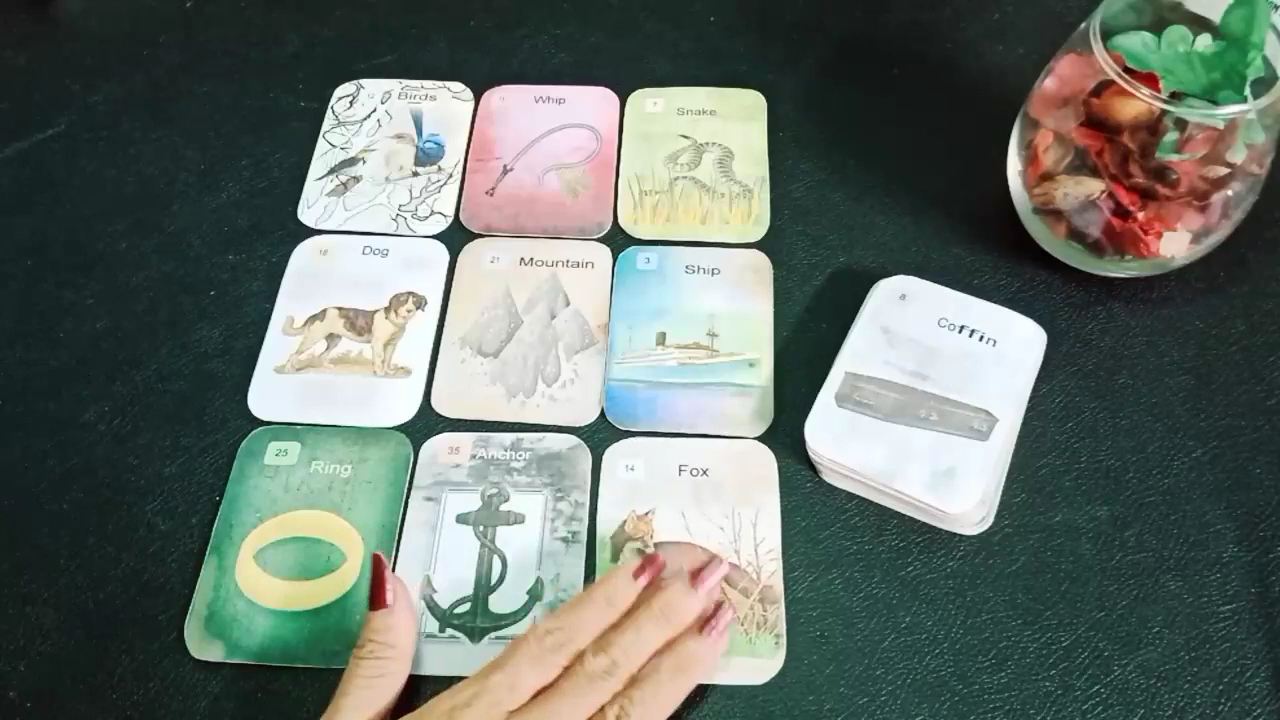 Birds
Whip
7
Snake
18
Dog
21
Mountain
3
Ship
8
Coffin
25
Ring
35
Anchor
14
Fox